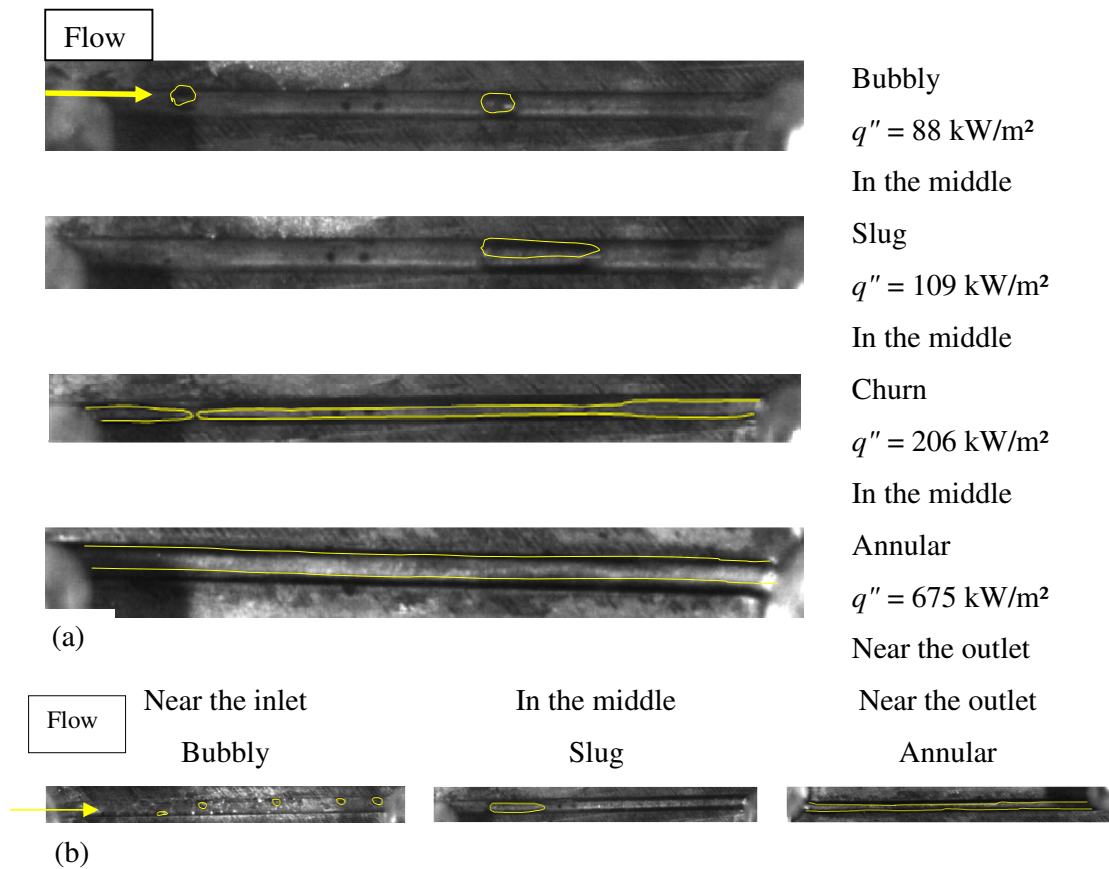 Flow
Bubbly
q″ = 88 kW/m²
In the middle
Slug
q″ = 109 kW/m²
In the middle
Churn
q″ = 206 kW/m²
In the middle
Annular
q″ = 675 kW/m²
Near the outlet
(a)
Near the inlet In the middle Near the outlet
Flow
Bubbly Slug Annular
(b)